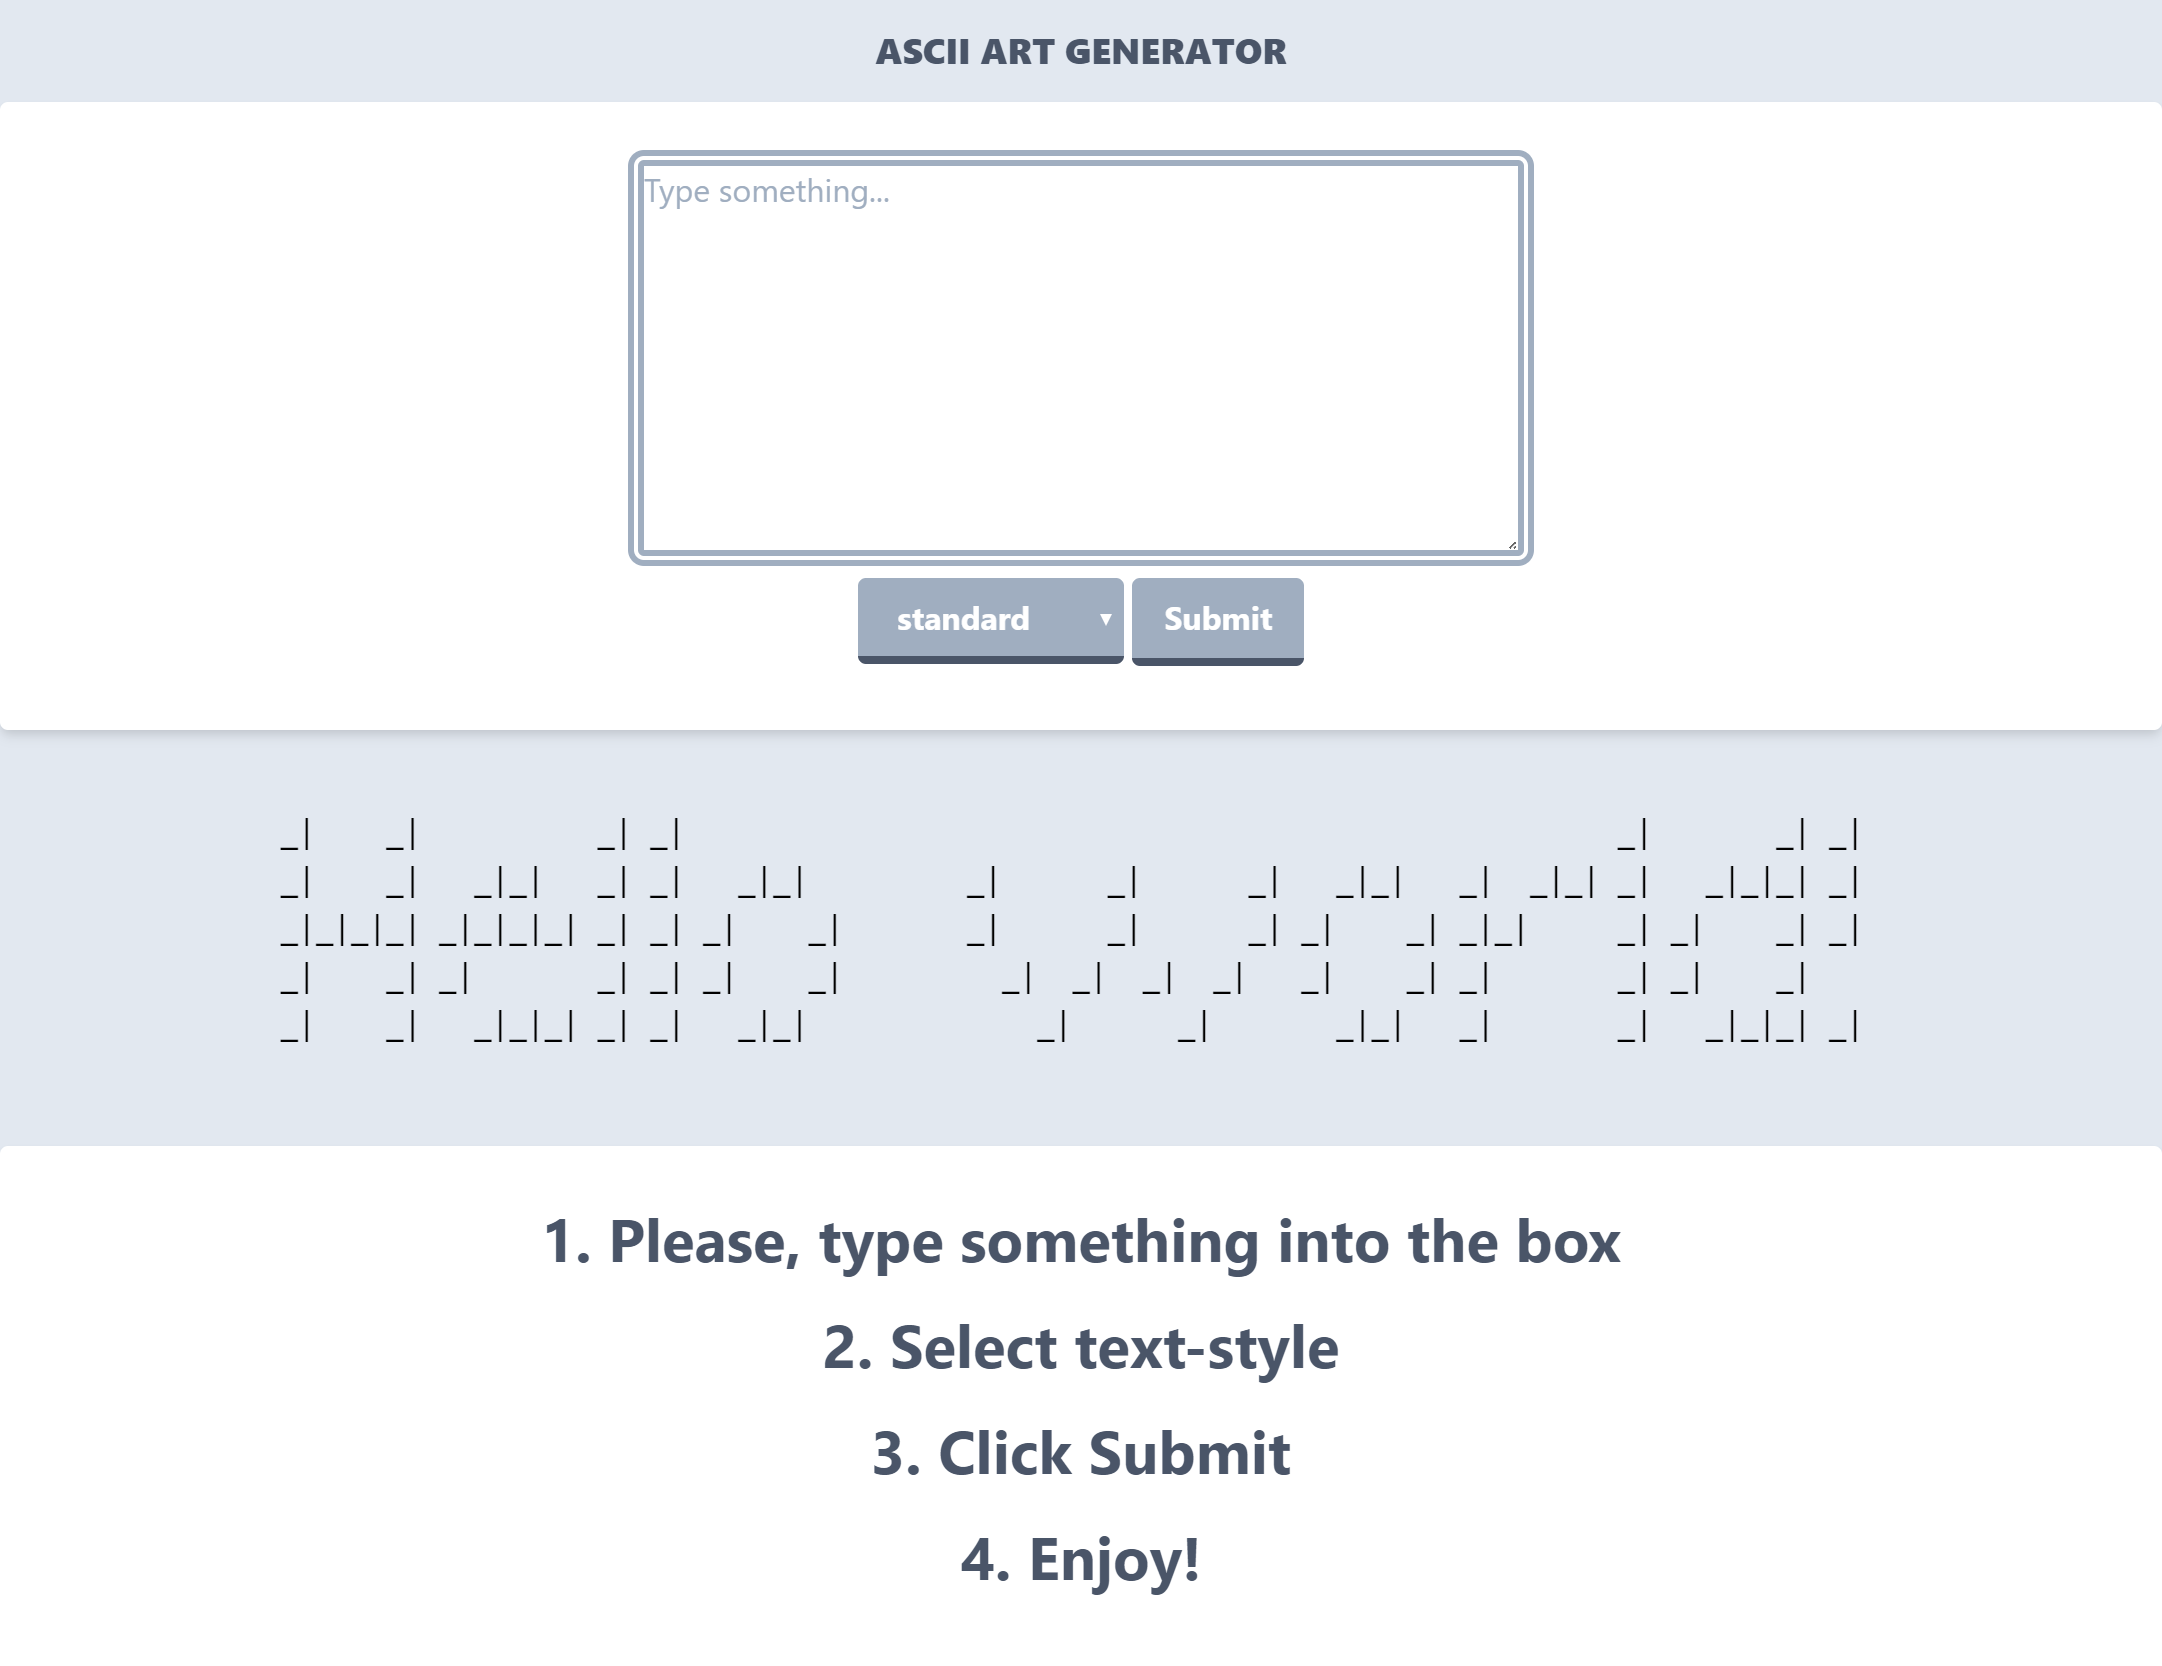 ASCII ART GENERATOR
Type something...
standard ▼
Submit
_|    _|          _| _|                                                     _|       _| _|
_|    _|   _|_|   _| _|   _|_|         _|      _|      _|   _|_|   _|  _|_| _|   _|_|_| _|
_|_|_|_| _|_|_|_| _| _| _|    _|       _|      _|      _| _|    _| _|_|     _| _|    _| _|
_|    _| _|       _| _| _|    _|         _|  _|  _|  _|   _|    _| _|       _| _|    _|
_|    _|   _|_|_| _| _|   _|_|             _|      _|       _|_|   _|       _|   _|_|_| _|
1. Please, type something into the box
2. Select text-style
3. Click Submit
4. Enjoy!